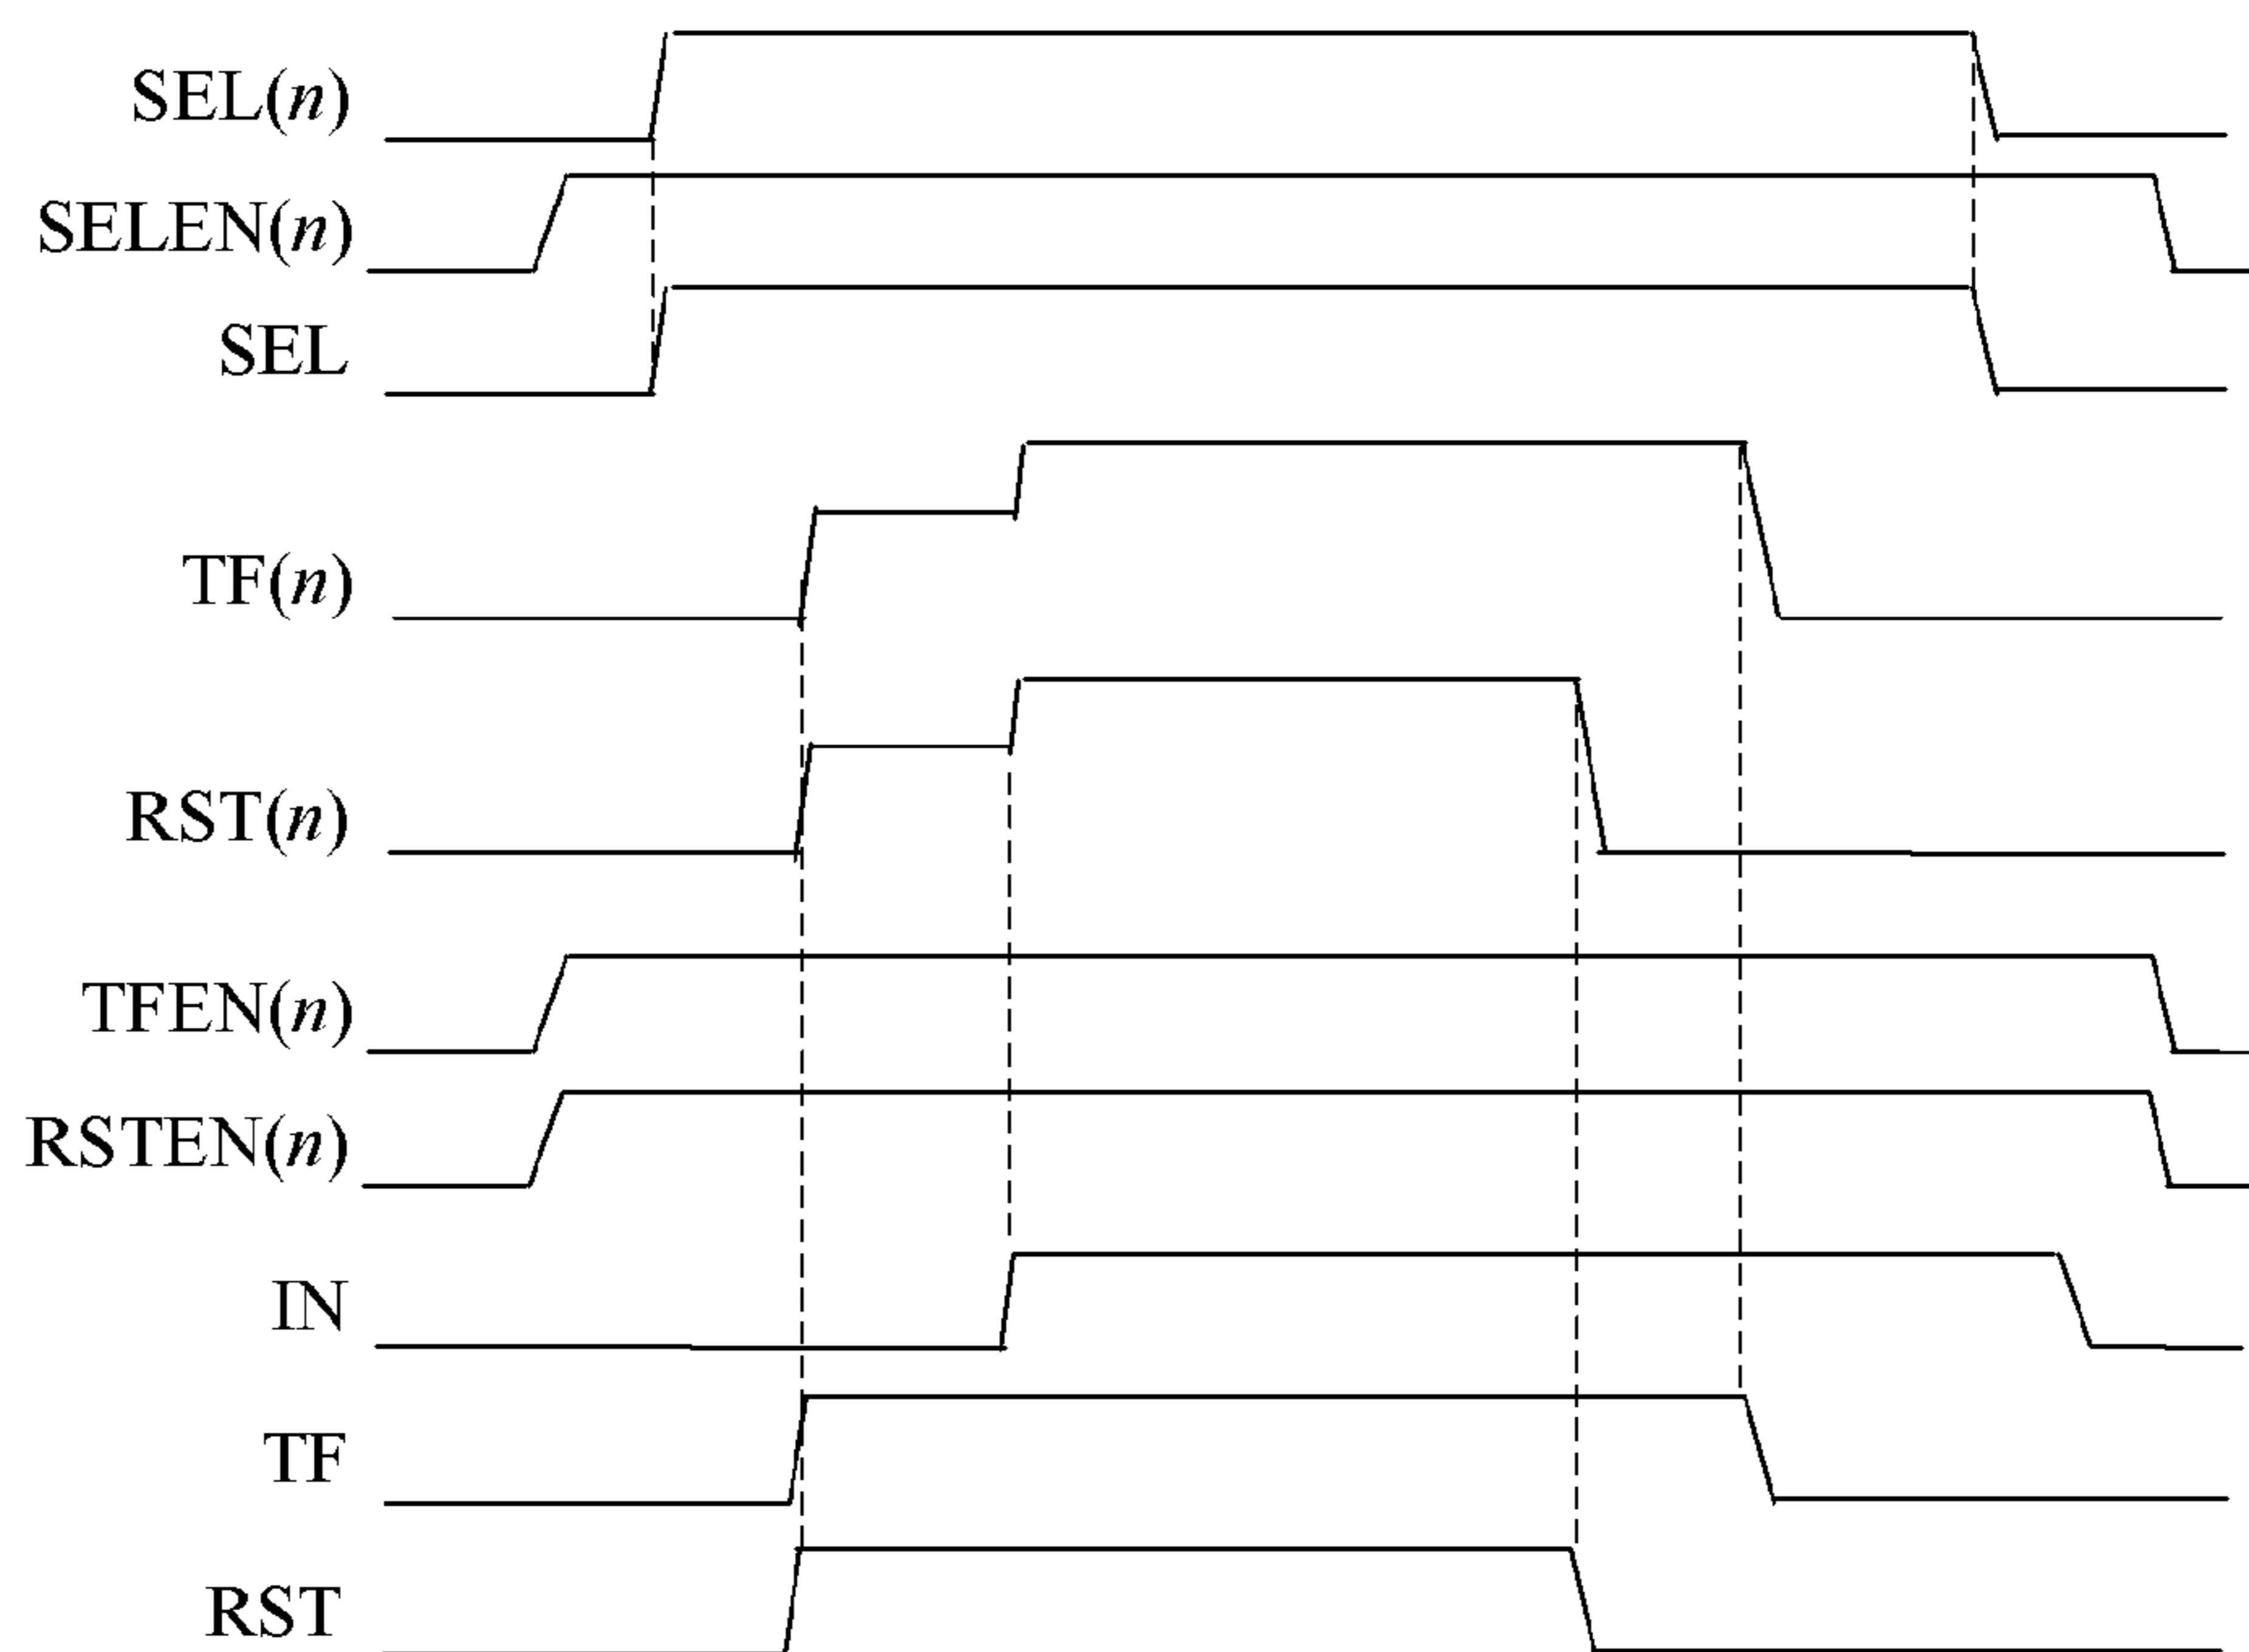 SEL(n)
SELEN(n)
SEL
TF(n)
RST(n)
TFEN(n)
RSTEN(n)
IN
TF
RST